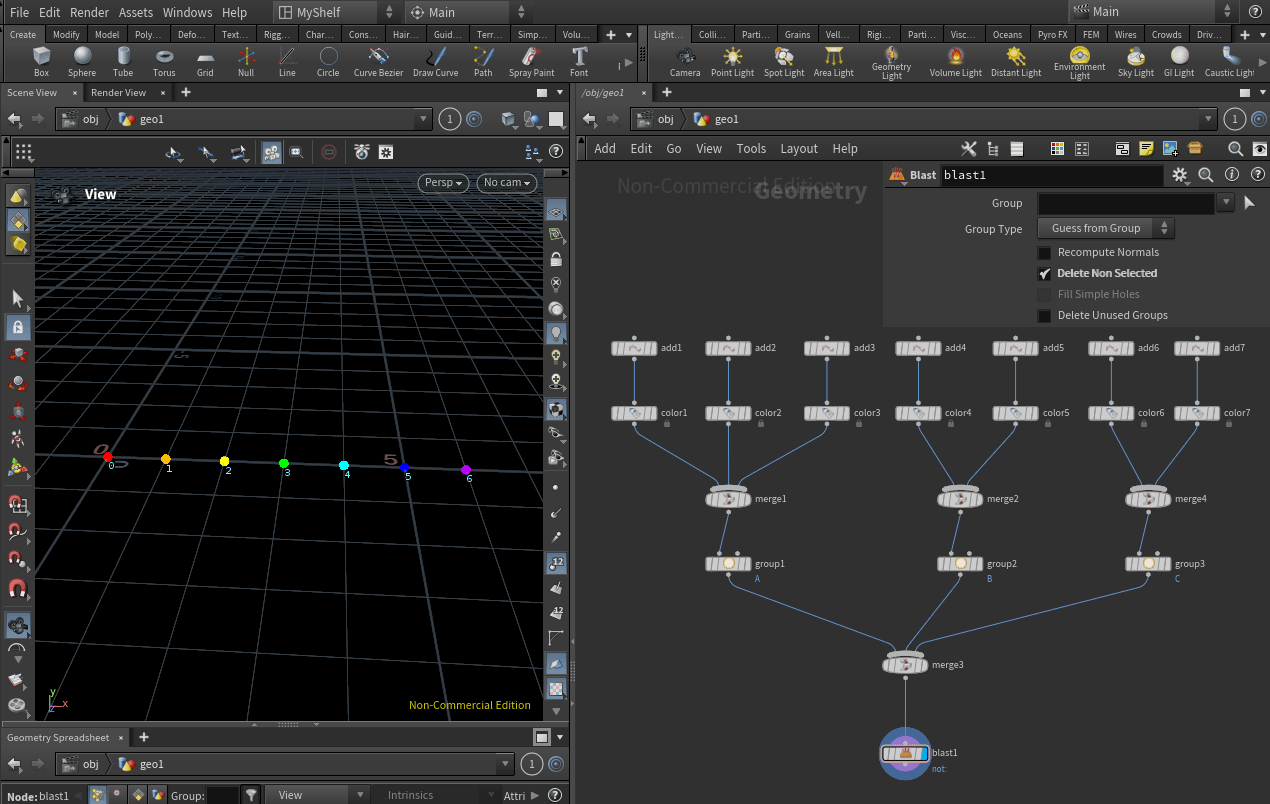 File Edit Render Assets Windows Help MyShelf Main Main
Create Modify Model Poly... Defo... Text... Rigg... Char... Cons... Hair... Guid... Terr... Simp... Volu...
Light... Colli... Parti... Grains Vell... Rigi... Parti... Visc... Oceans Pyro FX FEM Wires Crowds Driv...
Box Sphere Tube Torus Grid Null Line Circle Curve Bezier Draw Curve Path Spray Paint Font
Camera Point Light Spot Light Area Light Geometry Light Volume Light Distant Light Environment Light Sky Light GI Light Caustic Light
Scene View Render View
/obj/geo1
obj geo1 1
obj geo1 1
Add Edit Go View Tools Layout Help
View Persp No cam
Non-Commercial Edition
Geometry
Blast blast1
Group
Group Type Guess from Group
Recompute Normals
Delete Non Selected
Fill Simple Holes
Delete Unused Groups
add1 add2 add3 add4 add5 add6 add7
color1 color2 color3 color4 color5 color6 color7
0 5
0 1 2 3 4 5 6
merge1 merge2 merge4
group1 group2 group3
A B C
merge3
12
12
y
x
z
Non-Commercial Edition
blast1
not:
Geometry Spreadsheet
obj geo1 1
Node: blast1 Group: View Intrinsics Attri